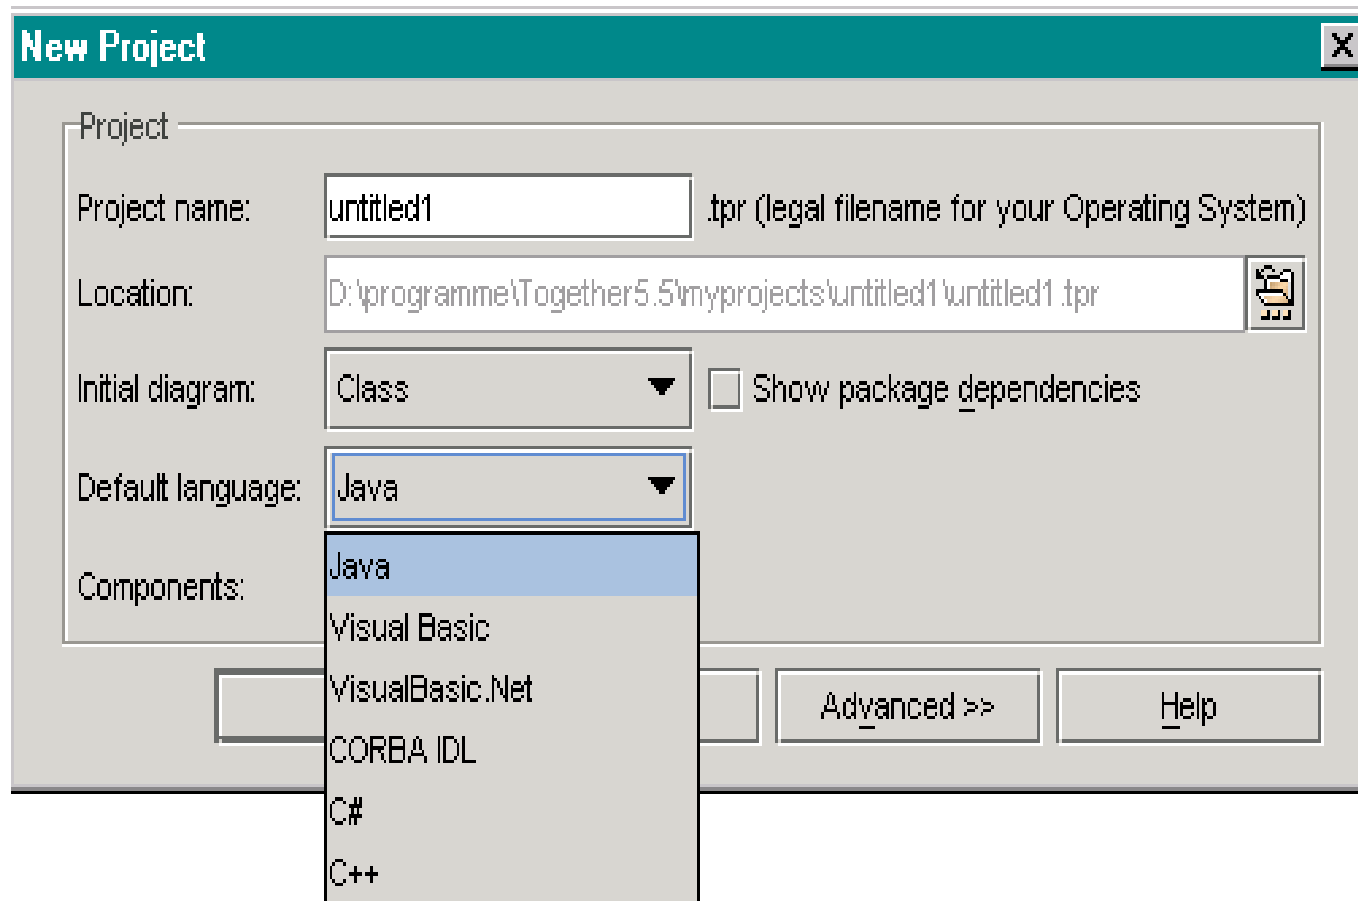 New Project
Project
Project name: untitled1 .tpr (legal filename for your Operating System)
Location: D:\programme\Together5.5\myprojects\untitled1\untitled1.tpr
Initial diagram: Class Show package dependencies
Default language: Java
Java
Components:
Visual Basic
VisualBasic.Net
Advanced >> Help
CORBA IDL
C#
C++